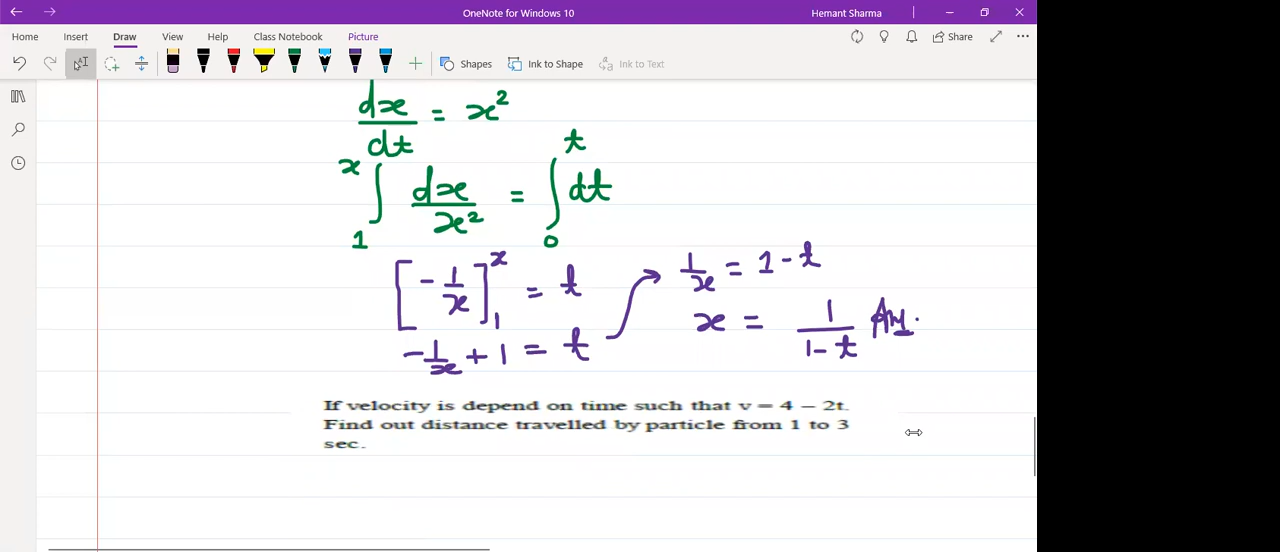 OneNote for Windows 10
Hemant Sharma
Home Insert Draw View Help Class Notebook Picture
Share
Shapes Ink to Shape Ink to Text
dx/dt = x²
∫₁ˣ dx/x² = ∫₀ᵗ dt
[-1/x]₁ˣ = t
-1/x + 1 = t
1/x = 1 - t
x = 1/(1-t) Ans.
If velocity is depend on time such that v = 4 – 2t.
Find out distance travelled by particle from 1 to 3
sec.